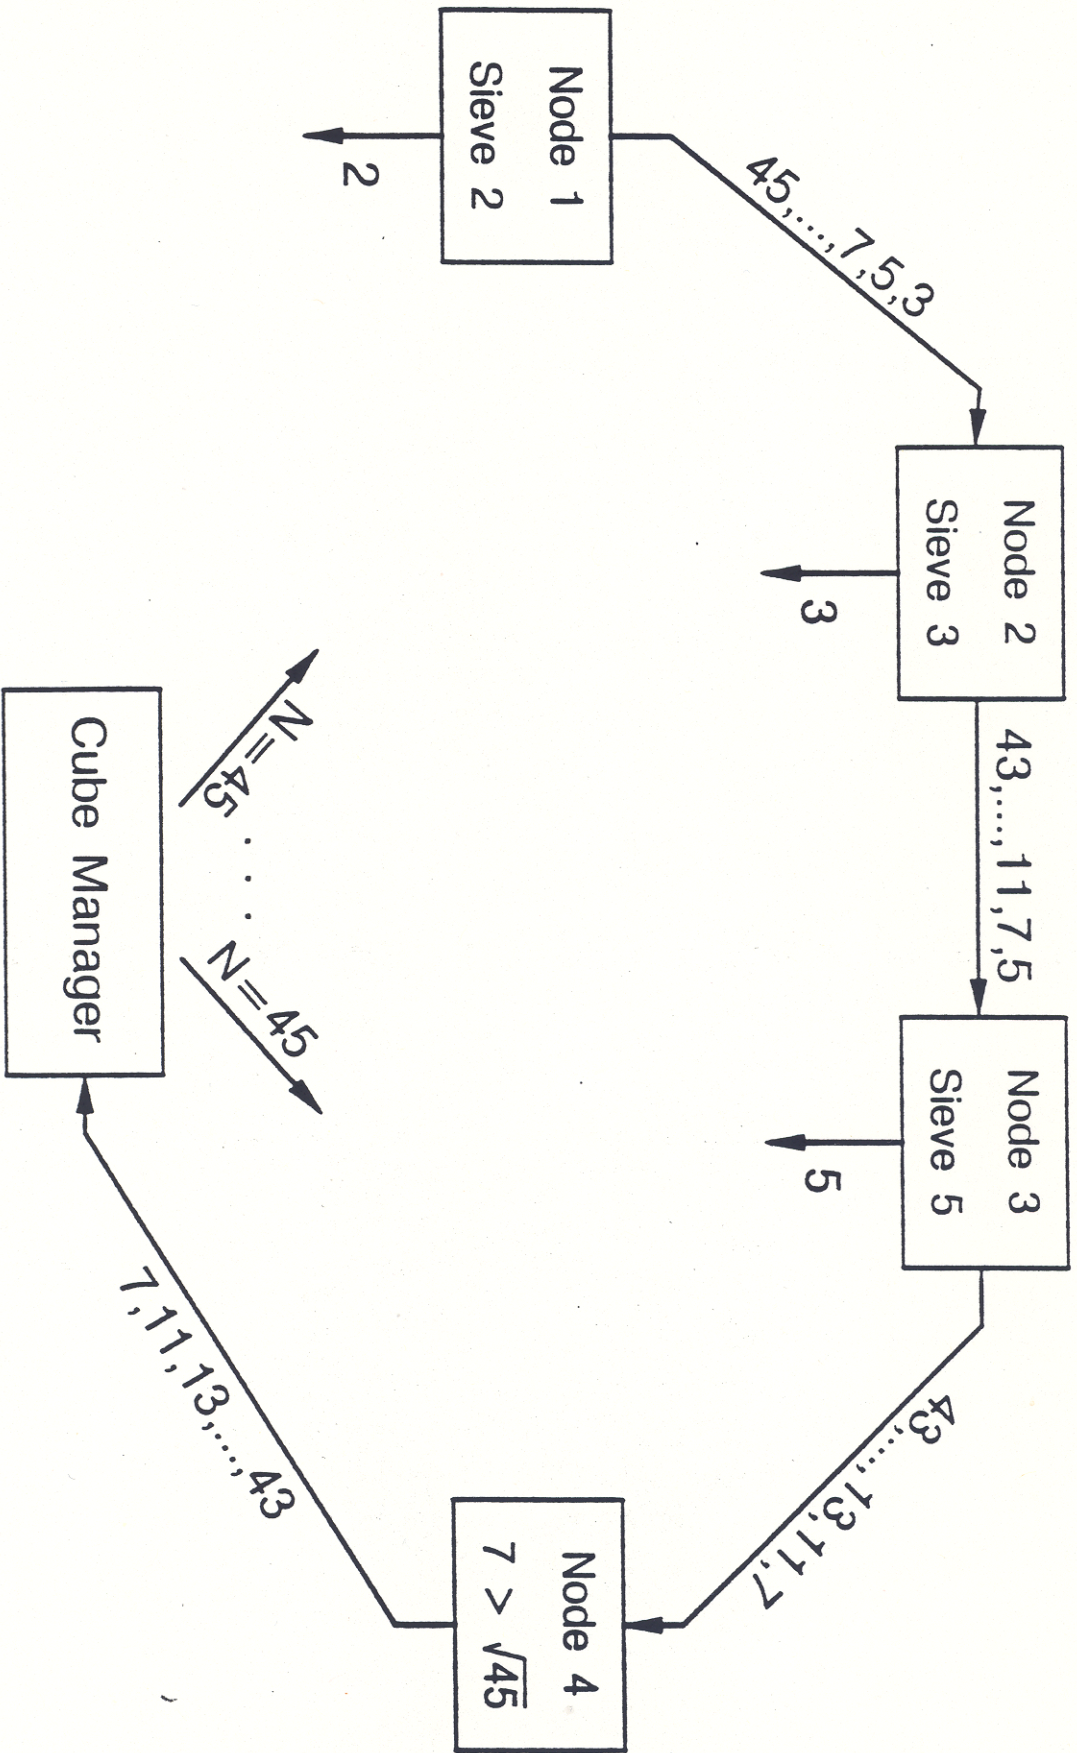 Node 1
Sieve 2
2
45,...,7,5,3
Node 2
Sieve 3
3
43,...,11,7,5
Node 3
Sieve 5
5
43,...,13,11,7
Node 4
7 > √45
7,11,13,...,43
N=45
. . .
N=45
Cube Manager